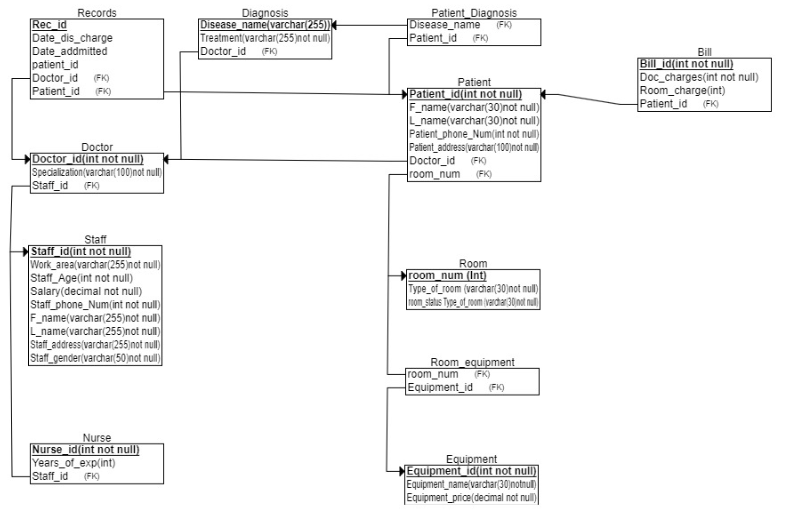 Records
Rec_id
Date_dis_charge
Date_addmitted
patient_id
Doctor_id (FK)
Patient_id (FK)
Diagnosis
Disease_name(varchar(255))
Treatment(varchar(255)not null)
Doctor_id (FK)
Patient_Diagnosis
Disease_name (FK)
Patient_id (FK)
Bill
Bill_id(int not null)
Doc_charges(int not null)
Room_charge(int)
Patient_id (FK)
Patient
Patient_id(int not null)
F_name(varchar(30)not null)
L_name(varchar(30)not null)
Patient_phone_Num(int not null)
Patient_address(varchar(100)not null)
Doctor_id (FK)
room_num (FK)
Doctor
Doctor_id(int not null)
Specialization(varchar(100)not null)
Staff_id (FK)
Staff
Staff_id(int not null)
Work_area(varchar(255)not null)
Staff_Age(int not null)
Salary(decimal not null)
Staff_phone_Num(int not null)
F_name(varchar(255)not null)
L_name(varchar(255)not null)
Staff_address(varchar(255)not null)
Staff_gender(varchar(50)not null)
Room
room_num (Int)
Type_of_room (varchar(30)not null)
room_status Type_of_room (varchar(30)not null)
Room_equipment
room_num (FK)
Equipment_id (FK)
Nurse
Nurse_id(int not null)
Years_of_exp(int)
Staff_id (FK)
Equipment
Equipment_id(int not null)
Equipment_name(varchar(30)notnull)
Equipment_price(decimal not null)